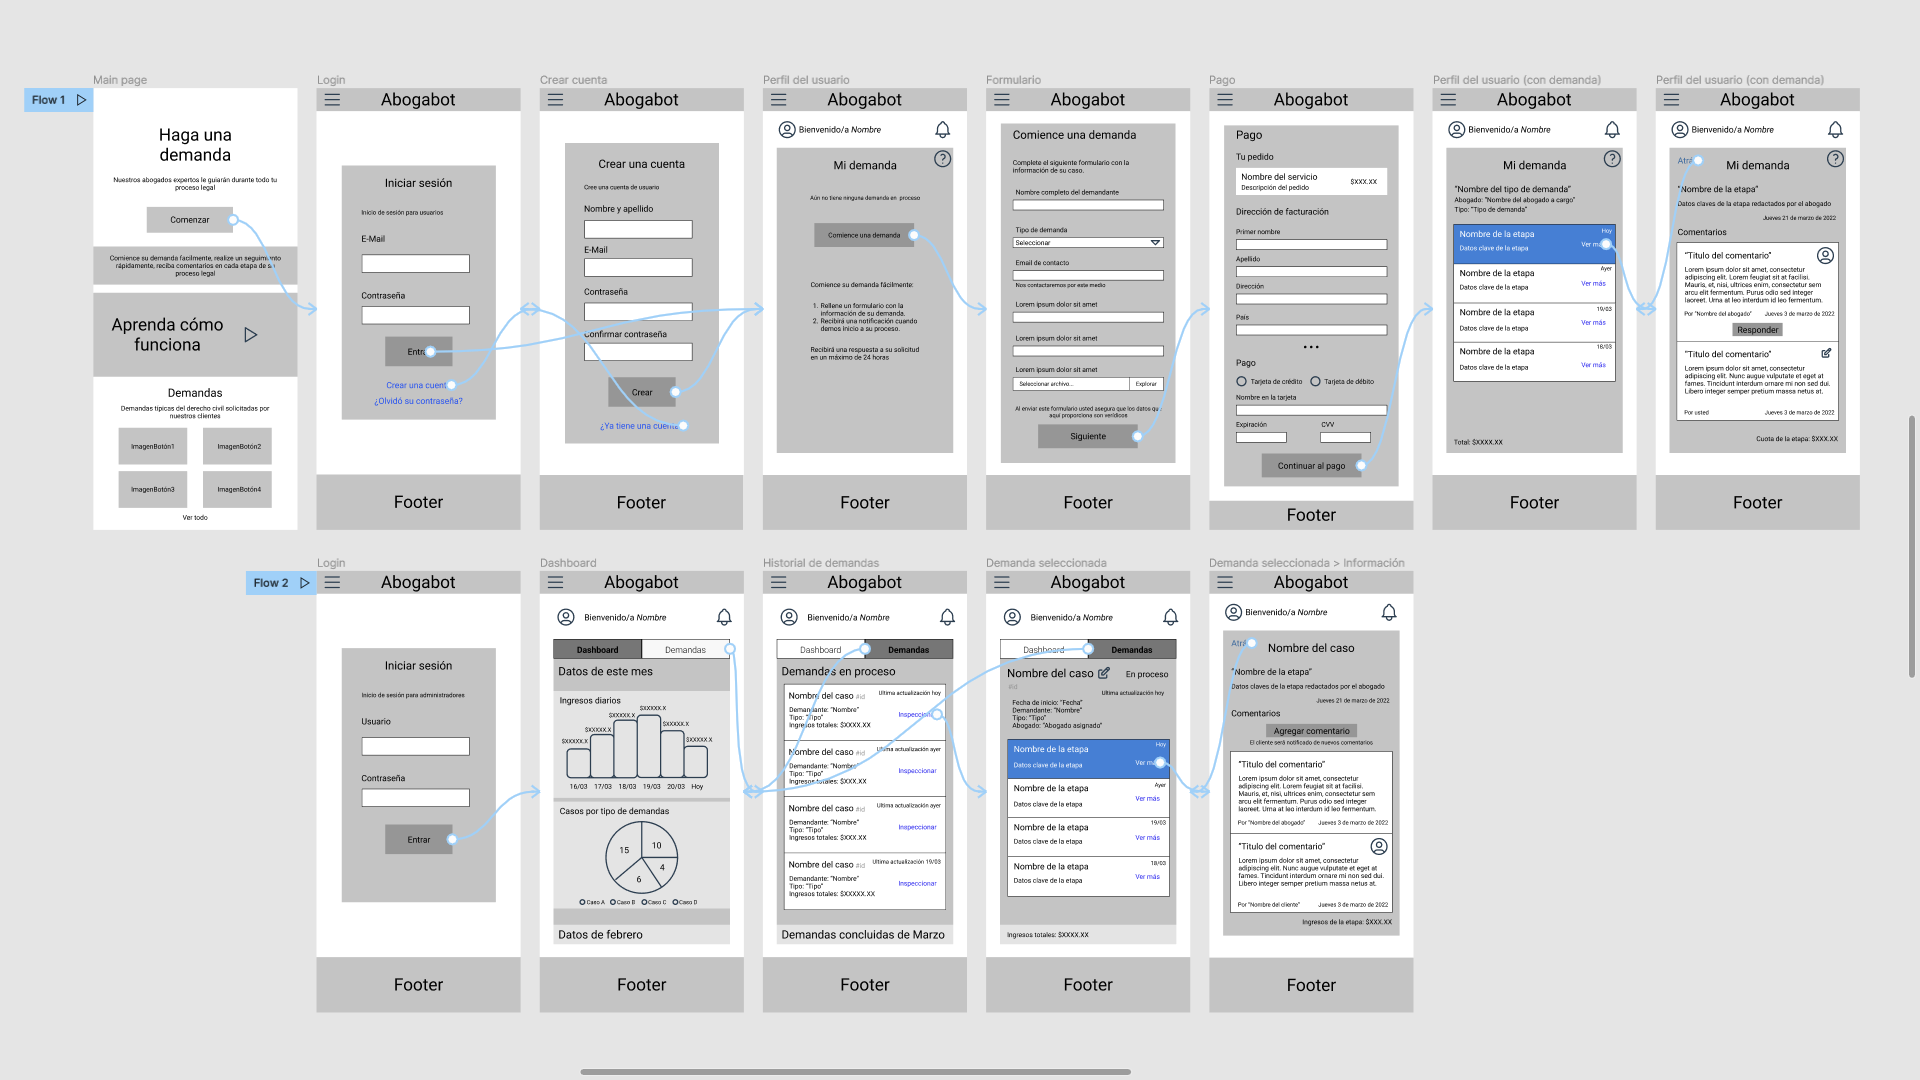 Main page
Flow 1
Haga una
demanda
Nuestros abogados expertos le guiarán durante todo tu
proceso legal
Comenzar
Comience su demanda facilmente, realize un seguimiento
rápidamente, reciba comentarios en cada etapa de su
proceso legal
Aprenda cómo
funciona
Demandas
Demandas típicas del derecho civil solicitadas por
nuestros clientes
ImagenBotón1
ImagenBotón2
ImagenBotón3
ImagenBotón4
Ver todo
Login
Abogabot
Iniciar sesión
Inicio de sesión para usuarios
E-Mail
Contraseña
Crear una
¿Olvidó su contraseña?
Footer
Crear cuenta
Abogabot
Crear una cuenta
Cree una cuenta de usuario
Nombre y apellido
E-Mail
Contraseña
Confirmar contraseña
Crear
¿Ya tiene una
Footer
Perfil del usuario
Abogabot
Bienvenido/a Nombre
Mi demanda
?
Aún no tiene ninguna demanda en proceso
Comience una demanda
Comience su demanda fácilmente:
1. Rellene un formulario con la
información de su demanda.
2. Recibirá una notificación cuando
demos inicio a su proceso.
Recibirá una respuesta a su solicitud
en un máximo de 24 horas
Footer
Formulario
Abogabot
Comience una demanda
Complete el siguiente formulario con la
información de su caso.
Nombre completo del demandante
Tipo de demanda
Seleccionar
Email de contacto
Nos contactaremos por este medio
Lorem ipsum dolor sit amet
Lorem ipsum dolor sit amet
Lorem ipsum dolor sit amet
Seleccionar archivo...
Explorar
Al enviar este formulario usted asegura que los datos que
aquí proporciona son verídicos
Siguiente
Footer
Pago
Abogabot
Pago
Tu pedido
Nombre del servicio
Descripción del pedido
$XXX.XX
Dirección de facturación
Primer nombre
Apellido
Dirección
País
Pago
Tarjeta de crédito
Tarjeta de débito
Nombre en la tarjeta
Expiración
CVV
Continuar al pago
Footer
Perfil del usuario (con demanda)
Abogabot
Bienvenido/a Nombre
Mi demanda
?
"Nombre del tipo de demanda"
Abogado: "Nombre del abogado a cargo"
Tipo: "Tipo de demanda"
Nombre de la etapa
Hoy
Datos clave de la etapa
Ver
Nombre de la etapa
Ayer
Datos clave de la etapa
Ver más
Nombre de la etapa
19/03
Datos clave de la etapa
Ver más
Nombre de la etapa
18/03
Datos clave de la etapa
Ver más
Total: $XXXX.XX
Footer
Perfil del usuario (con demanda)
Abogabot
Bienvenido/a Nombre
Mi demanda
?
"Nombre de la etapa"
Datos claves de la etapa redactados por el abogado
Jueves 21 de marzo de 2022
Comentarios
"Titulo del comentario"
Lorem ipsum dolor sit amet, consectetur
adipiscing elit. Lorem feugiat sit at facilisi.
Mauris, et, nisi, ultrices enim, consectetur sem
arcu elit fermentum. Purus odio sed integer
laoreet. Urna at leo interdum id leo fermentum.
Por "Nombre del abogado"
Jueves 3 de marzo de 2022
Responder
"Titulo del comentario"
Lorem ipsum dolor sit amet, consectetur
adipiscing elit. Nunc augue vulputate et eget at
fames. Tincidunt interdum ornare mi non sed dui.
Libero integer semper pretium massa netus at.
Por usted
Jueves 3 de marzo de 2022
Cuota de la etapa: $XXX.XX
Footer
Flow 2
Login
Abogabot
Iniciar sesión
Inicio de sesión para administradores
Usuario
Contraseña
Entrar
Footer
Dashboard
Abogabot
Bienvenido/a Nombre
Dashboard
Demandas
Datos de este mes
Ingresos diarios
$XXXXX.X
$XXXXX.X
$XXXXX.X
$XXXXX.X
$XXXXX.X
$XXXXX.X
16/03
17/03
18/03
19/03
20/03
Hoy
Casos por tipo de demandas
15
10
4
6
Caso A
Caso B
Caso C
Caso D
Datos de febrero
Footer
Historial de demandas
Abogabot
Bienvenido/a Nombre
Dashboard
Demandas
Demandas en proceso
Nombre del caso #id
Ultima actualización hoy
Demandante: "Nombre"
Tipo: "Tipo"
Inspeccionar
Ingresos totales: $XXXX.XX
Nombre del caso #id
Ultima actualización ayer
Demandante: "Nombre"
Tipo: "Tipo"
Inspeccionar
Ingresos totales: $XXX.XX
Nombre del caso #id
Ultima actualización ayer
Demandante: "Nombre"
Tipo: "Tipo"
Inspeccionar
Ingresos totales: $XXX.XX
Nombre del caso #id
Ultima actualización 19/03
Demandante: "Nombre"
Tipo: "Tipo"
Inspeccionar
Ingresos totales: $XXXXX.XX
Demandas concluidas de Marzo
Footer
Demanda seleccionada
Abogabot
Bienvenido/a Nombre
Dashboard
Demandas
Nombre del caso
En proceso
#id
Ultima actualización hoy
Fecha de inicio: "Fecha"
Demandante: "Nombre"
Tipo: "Tipo"
Abogado: "Abogado asignado"
Nombre de la etapa
Hoy
Datos clave de la etapa
Ver
Nombre de la etapa
Ayer
Datos clave de la etapa
Ver más
Nombre de la etapa
19/03
Datos clave de la etapa
Ver más
Nombre de la etapa
18/03
Datos clave de la etapa
Ver más
Ingresos totales: $XXXX.XX
Footer
Demanda seleccionada > Información
Abogabot
Bienvenido/a Nombre
Nombre del caso
"Nombre de la etapa"
Datos claves de la etapa redactados por el abogado
Jueves 21 de marzo de 2022
Comentarios
Agregar comentario
El cliente será notificado de nuevos comentarios
"Titulo del comentario"
Lorem ipsum dolor sit amet, consectetur
adipiscing elit. Lorem feugiat sit at facilisi.
Mauris, et, nisi, ultrices enim, consectetur sem
arcu elit fermentum. Purus odio sed integer
laoreet. Urna at leo interdum id leo fermentum.
Por "Nombre del abogado"
Jueves 3 de marzo de 2022
"Titulo del comentario"
Lorem ipsum dolor sit amet, consectetur
adipiscing elit. Nunc augue vulputate et eget at
fames. Tincidunt interdum ornare mi non sed dui.
Libero integer semper pretium massa netus at.
Por "Nombre del cliente"
Jueves 3 de marzo de 2022
Ingresos de la etapa: $XXX.XX
Footer